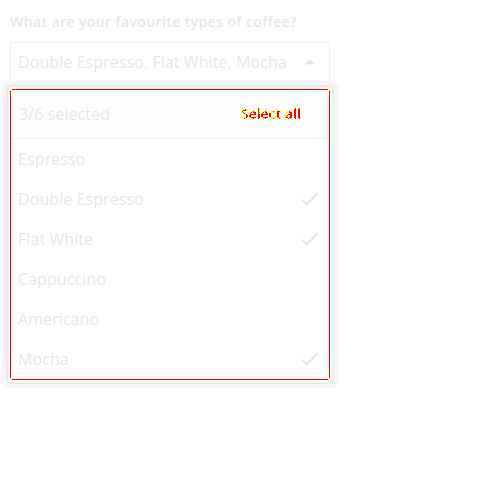 What are your favourite types of coffee?
Double Espresso, Flat White, Mocha
3/6 selected Select all
Espresso
Double Espresso
Flat White
Cappuccino
Americano
Mocha